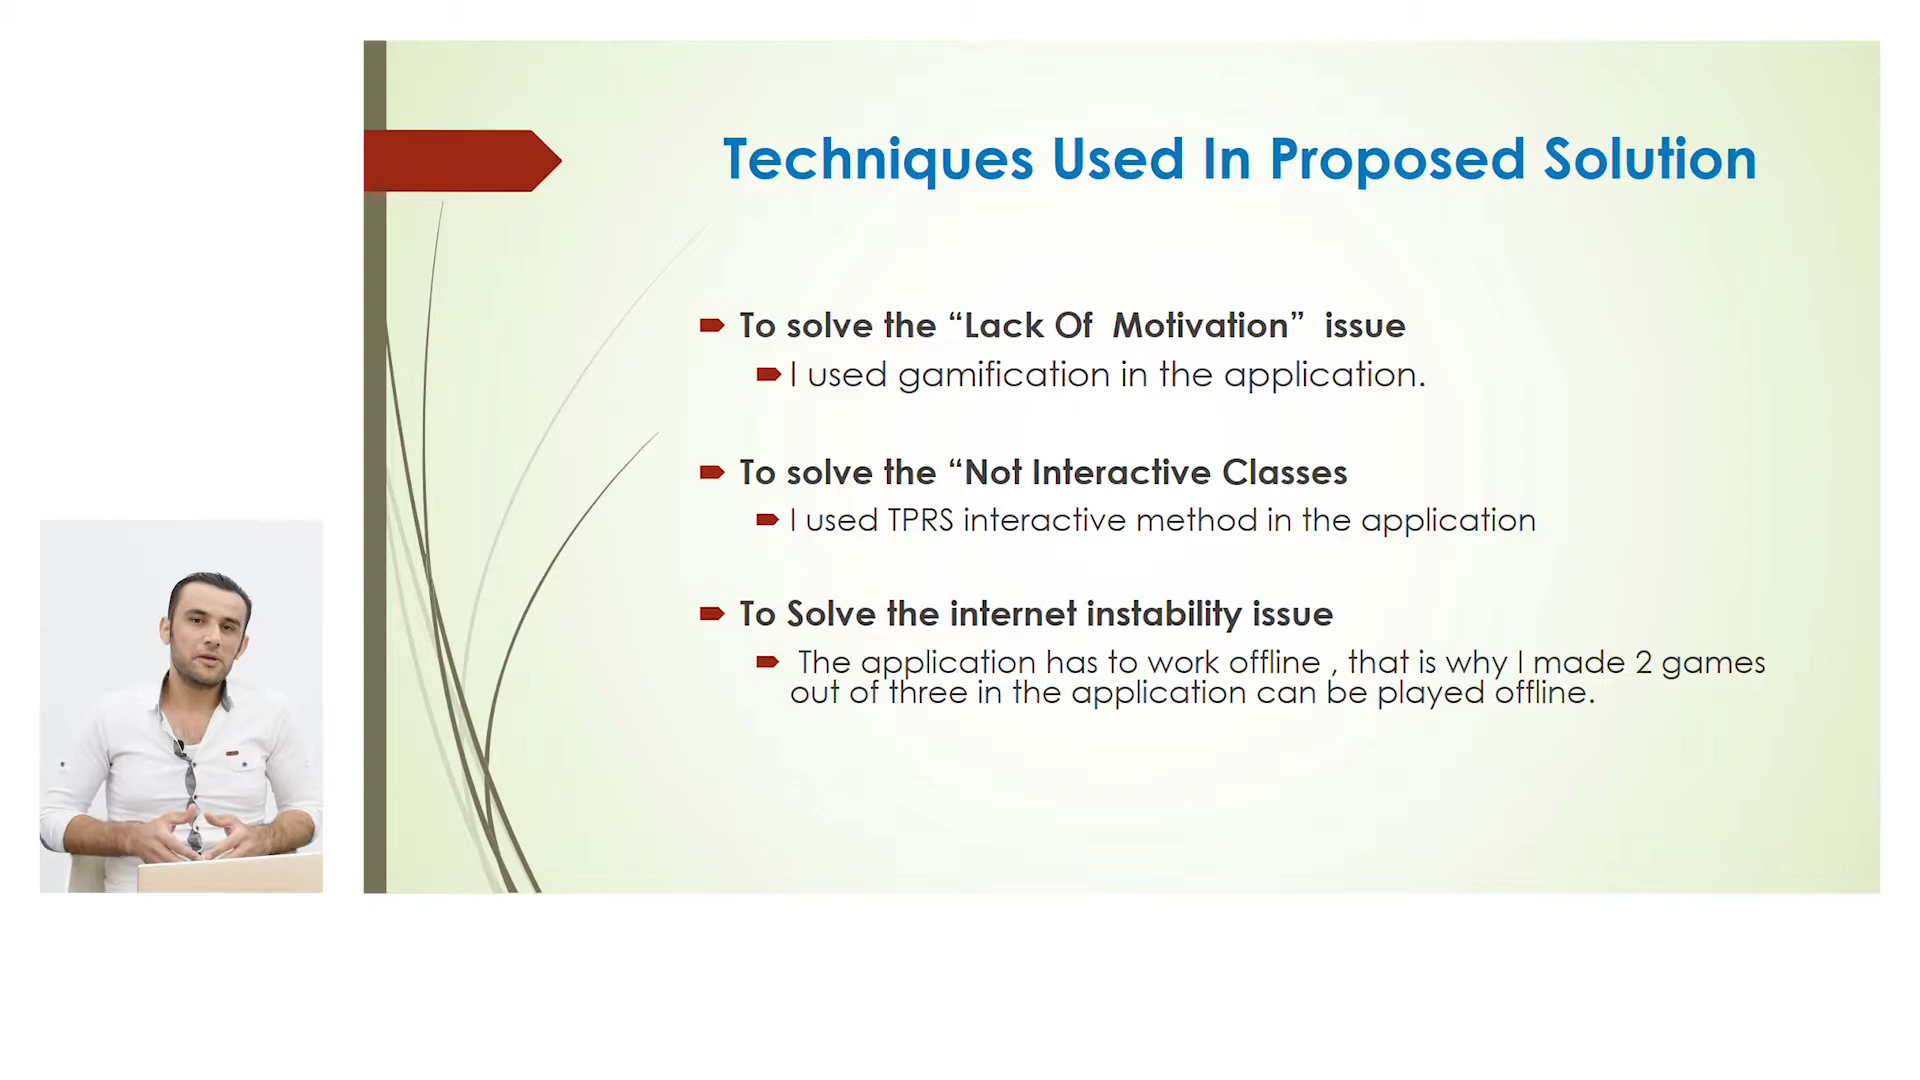 Techniques Used In Proposed Solution
To solve the “Lack Of  Motivation”  issue
I used gamification in the application.
To solve the “Not Interactive Classes
I used TPRS interactive method in the application
To Solve the internet instability issue
The application has to work offline , that is why I made 2 games
out of three in the application can be played offline.